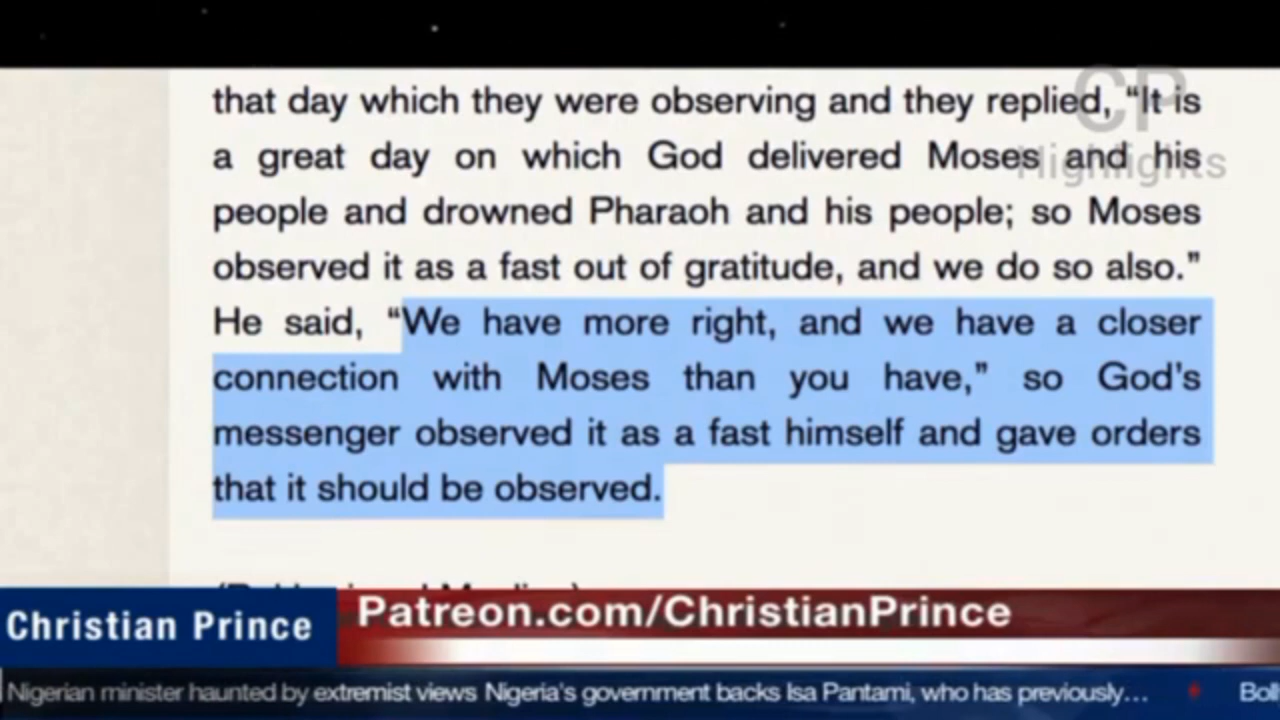 that day which they were observing and they replied, “It is
a great day on which God delivered Moses and his
people and drowned Pharaoh and his people; so Moses
observed it as a fast out of gratitude, and we do so also.”
He said, “We have more right, and we have a closer
connection with Moses than you have,” so God’s
messenger observed it as a fast himself and gave orders
that it should be observed.
CP
Highlights
Christian Prince
Patreon.com/ChristianPrince
Nigerian minister haunted by extremist views Nigeria's government backs Isa Pantami, who has previously… Boll